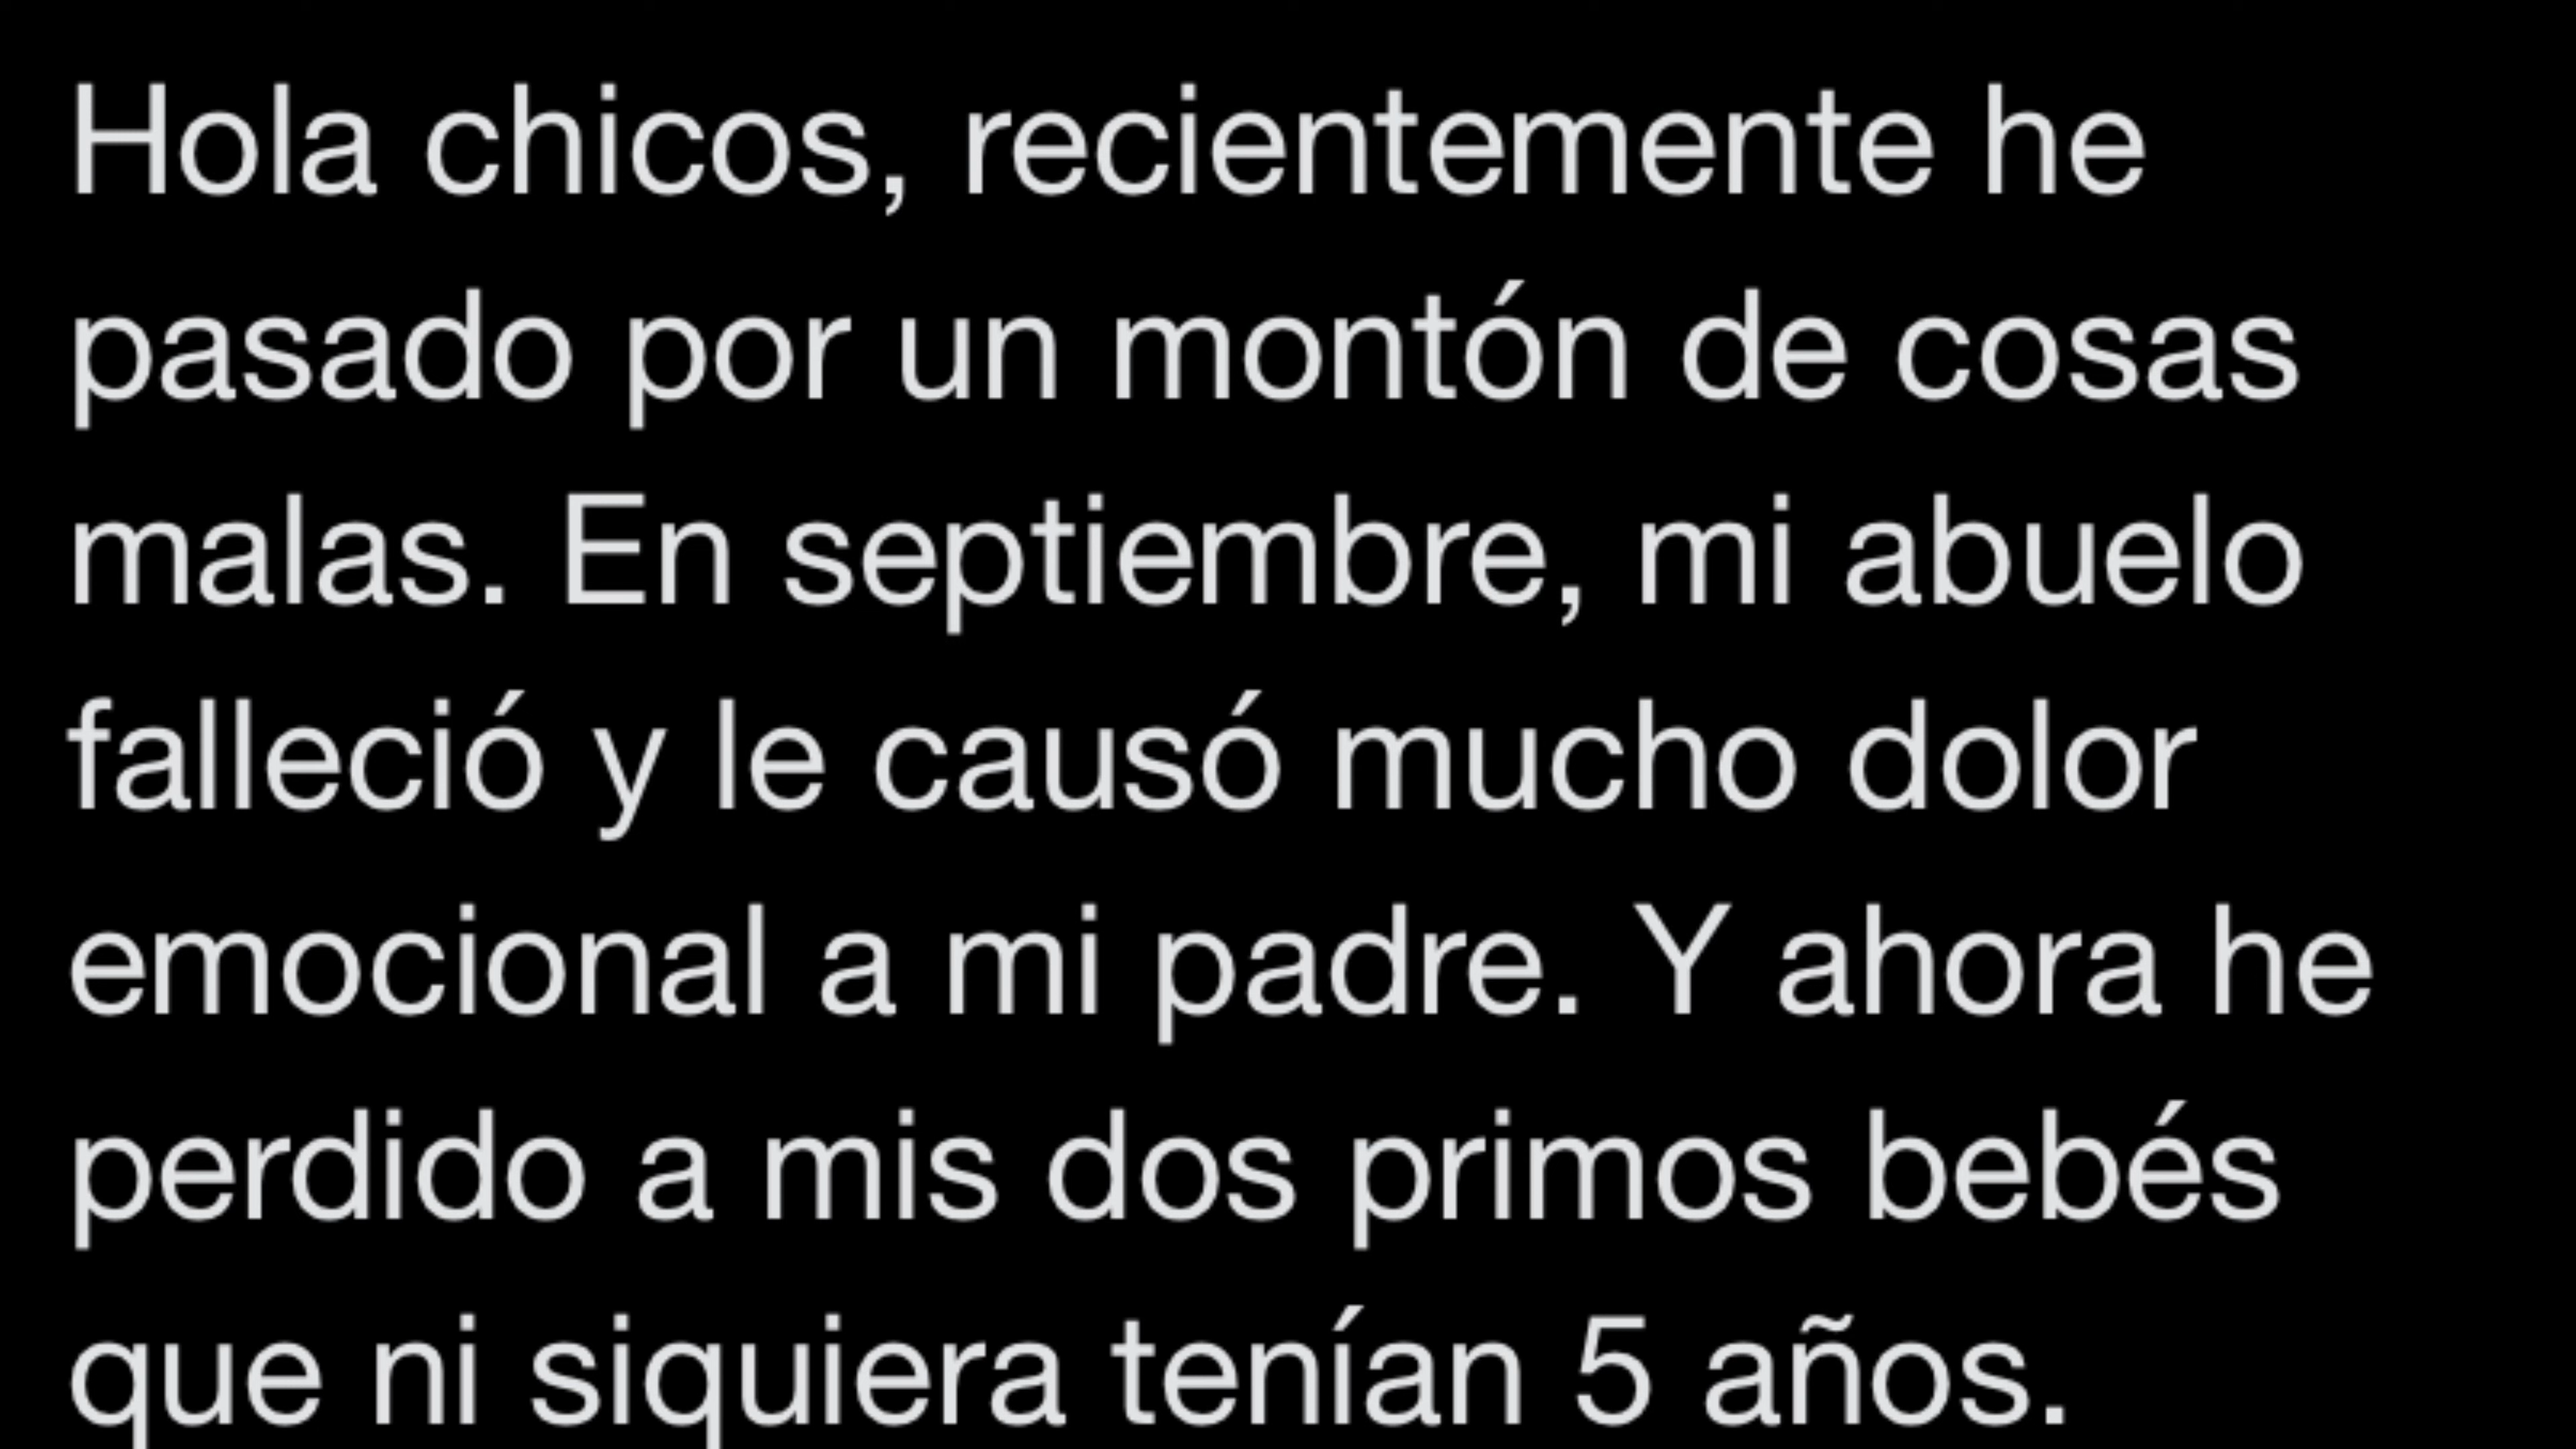 Hola chicos, recientemente he
pasado por un montón de cosas
malas. En septiembre, mi abuelo
falleció y le causó mucho dolor
emocional a mi padre. Y ahora he
perdido a mis dos primos bebés
que ni siquiera tenían 5 años.